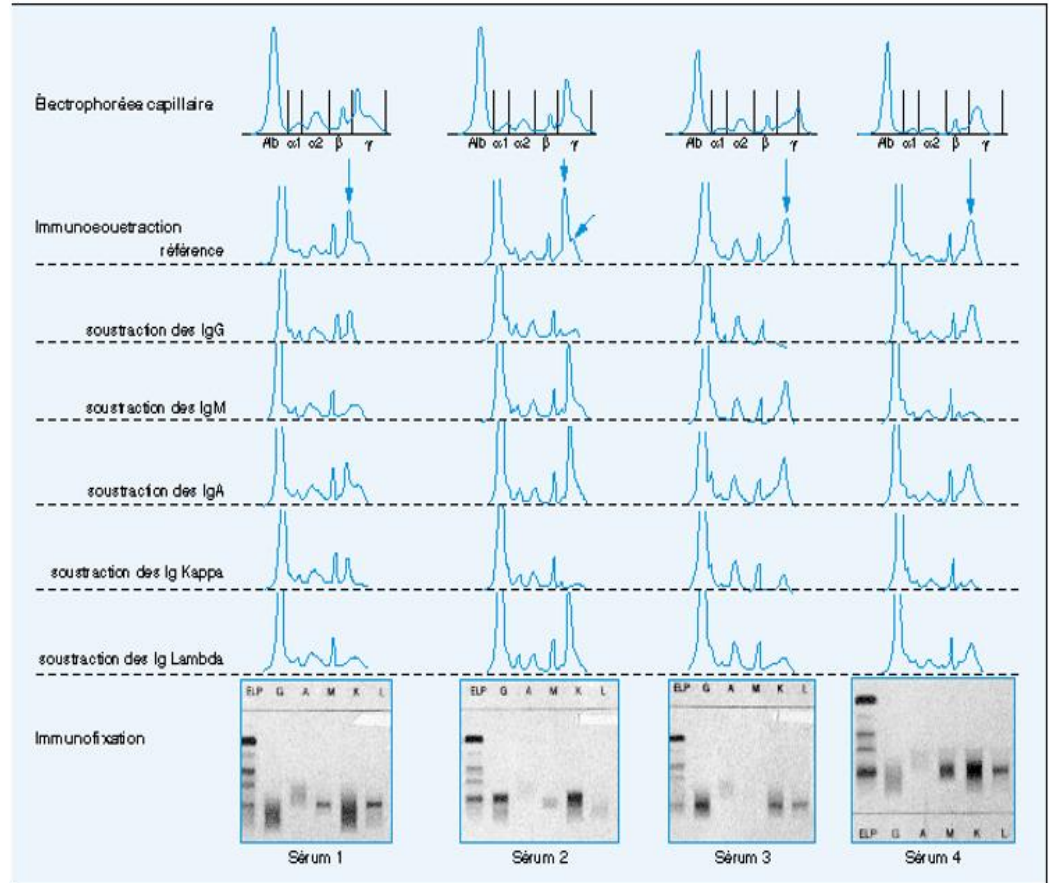 Électrophorèse capillaire
Alb α1 α2 β γ
Alb α1 α2 β γ
Alb α1 α2 β γ
Alb α1 α2 β γ
Immunosoustraction
référence
soustraction des IgG
soustraction des IgM
soustraction des IgA
soustraction des Ig Kappa
soustraction des Ig Lambda
Immunofixation
ELP G A M K L
ELP G A M K L
ELP G A M K L
ELP G A M K L
Sérum 1
Sérum 2
Sérum 3
Sérum 4